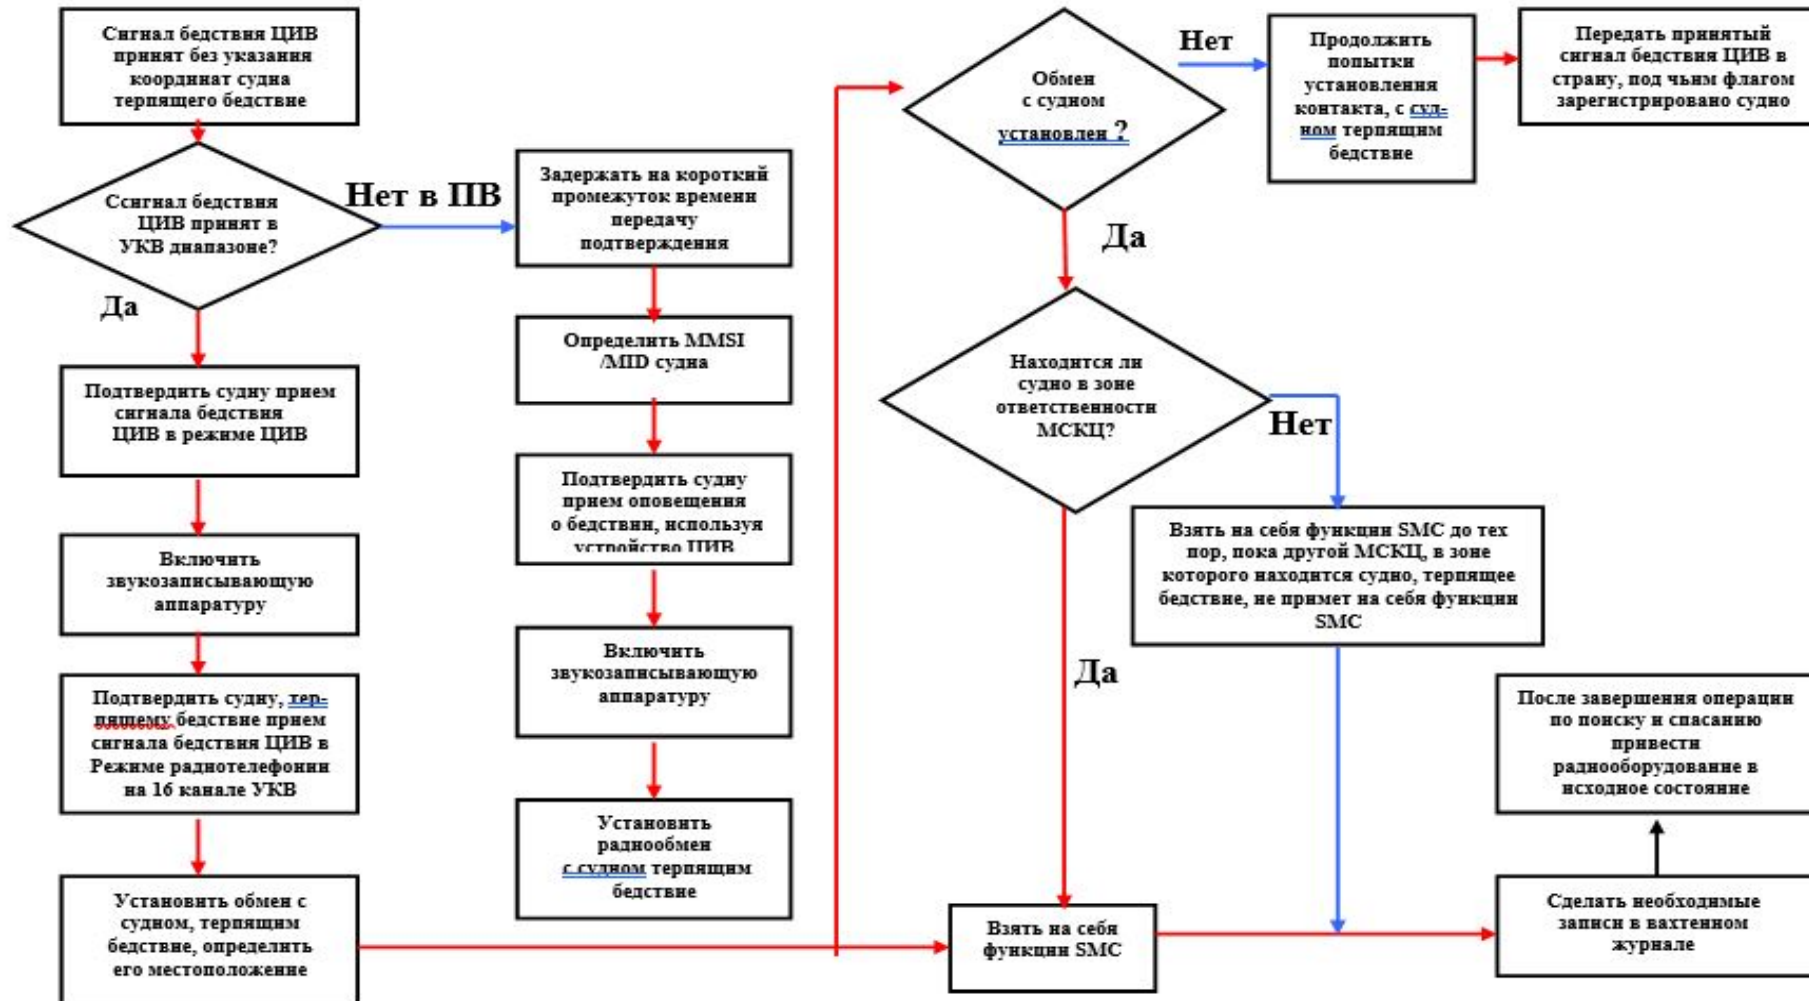 Сигнал бедствия ЦИВ
принят без указания
координат судна
терпящего бедствие
Ссигнал бедствия
ЦИВ принят в
УКВ диапазоне?
Нет в ПВ
Да
Подтвердить судну прием
сигнала бедствия
ЦИВ в режиме ЦИВ
Включить
звукозаписывающую
аппаратуру
Подтвердить судну, тер-
пящему бедствие прием
сигнала бедствия ЦИВ в
Режиме радиотелефонии
на 16 канале УКВ
Установить обмен с
судном, терпящим
бедствие, определить
его местоположение
Задержать на короткий
промежуток времени
передачу
подтверждения
Определить MMSI
/MID судна
Подтвердить судну
прием оповещения
о бедствии, используя
устройство ЦИВ
Включить
звукозаписывающую
аппаратуру
Установить
радиообмен
с судном терпящим
бедствие
Обмен
с судном
установлен ?
Нет
Продолжить
попытки
установления
контакта, с суд-
ном терпящим
бедствие
Передать принятый
сигнал бедствия ЦИВ в
страну, под чьим флагом
зарегистрировано судно
Да
Находится ли
судно в зоне
ответственности
МСКЦ?
Нет
Взять на себя функции SMC до тех
пор, пока другой МСКЦ, в зоне
которого находится судно, терпящее
бедствие, не примет на себя функции
SMC
Да
Взять на себя
функции SMC
После завершения операции
по поиску и спасанию
привести
радиооборудование в
исходное состояние
Сделать необходимые
записи в вахтенном
журнале